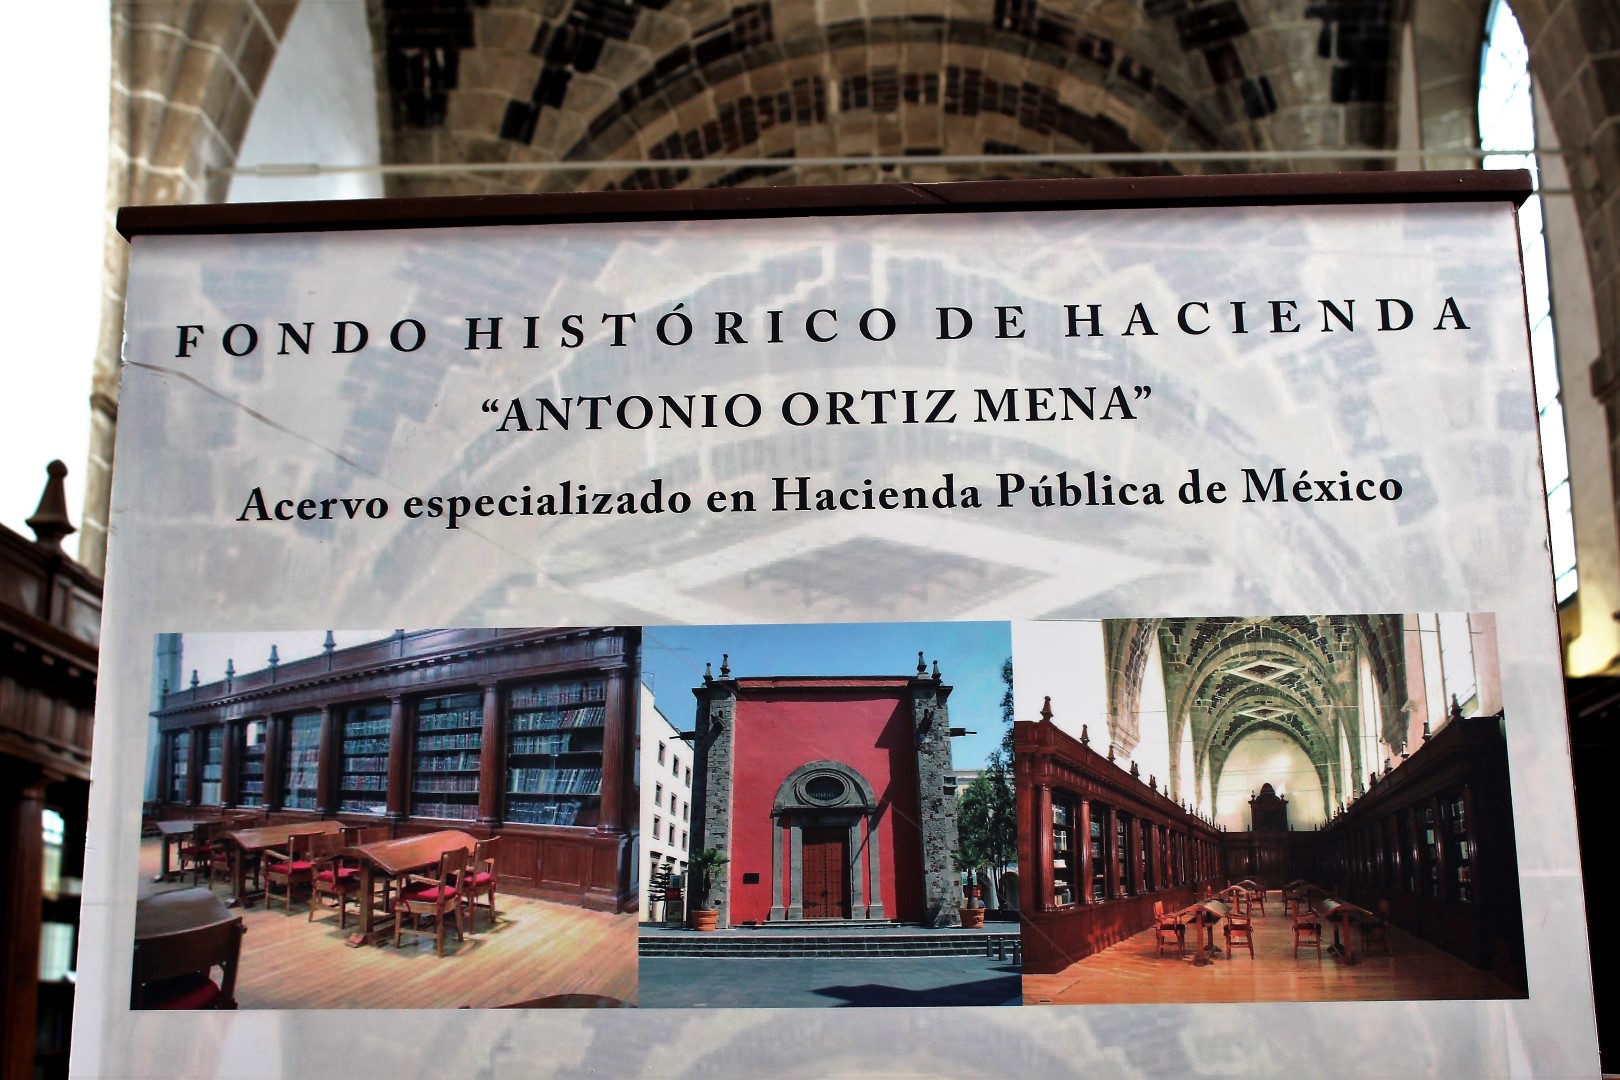 FONDO HISTÓRICO DE HACIENDA
“ANTONIO ORTIZ MENA”
Acervo especializado en Hacienda Pública de México